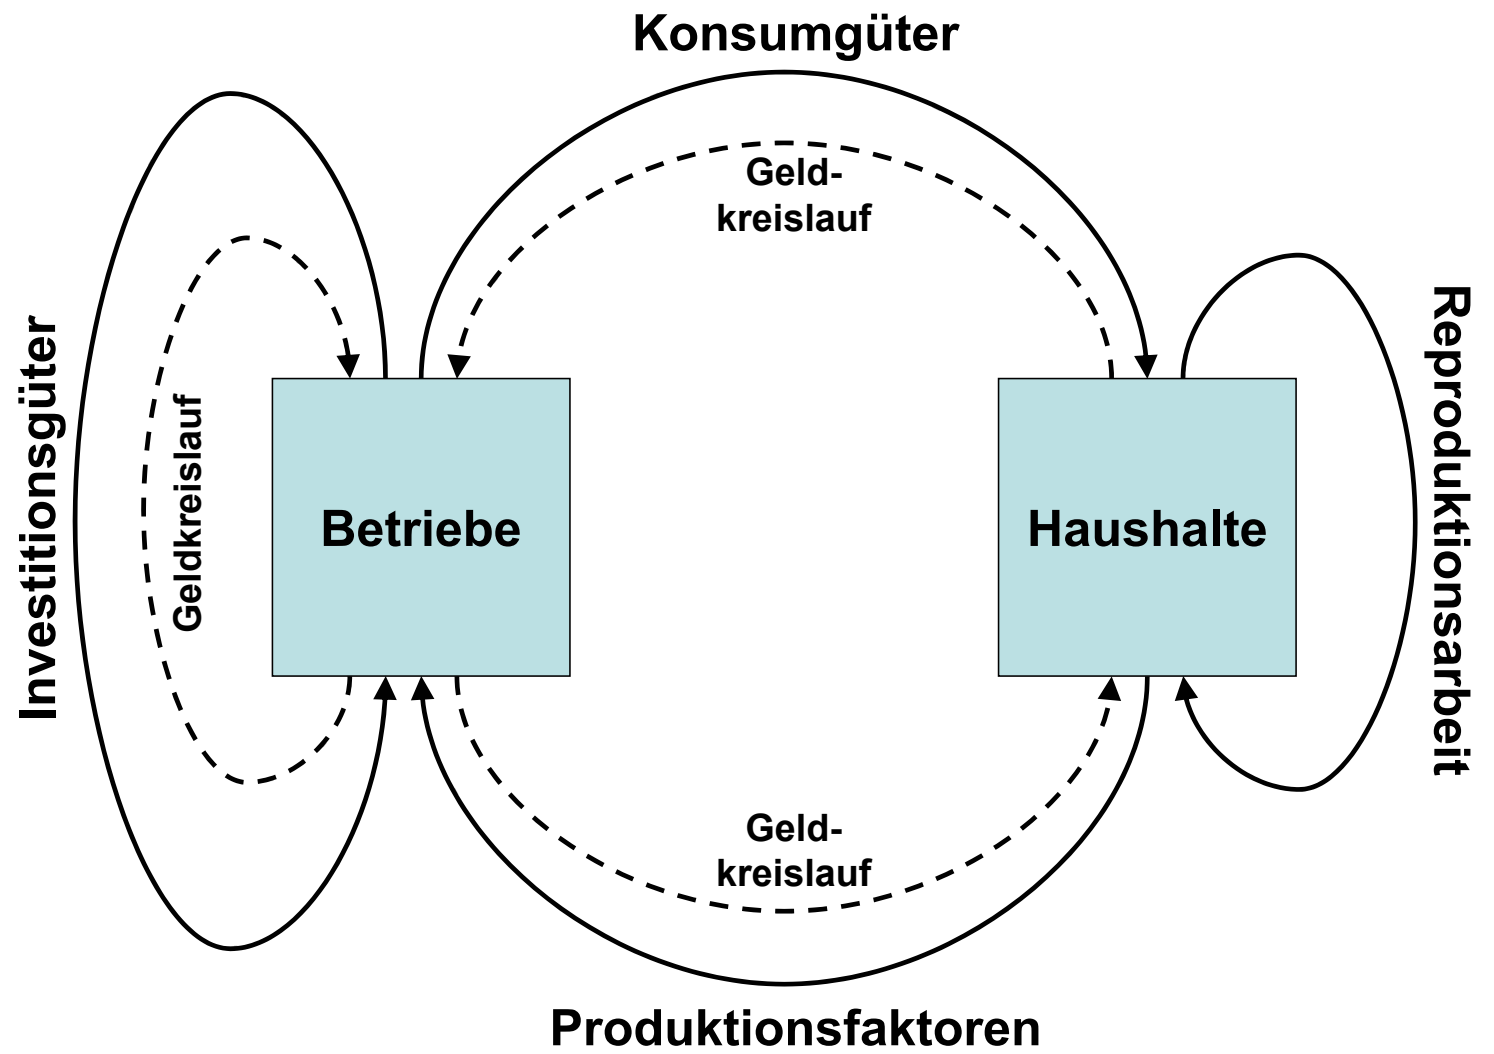 Konsumgüter
Geld-
kreislauf
Investitionsgüter
Geldkreislauf
Betriebe
Haushalte
Reproduktionsarbeit
Geld-
kreislauf
Produktionsfaktoren